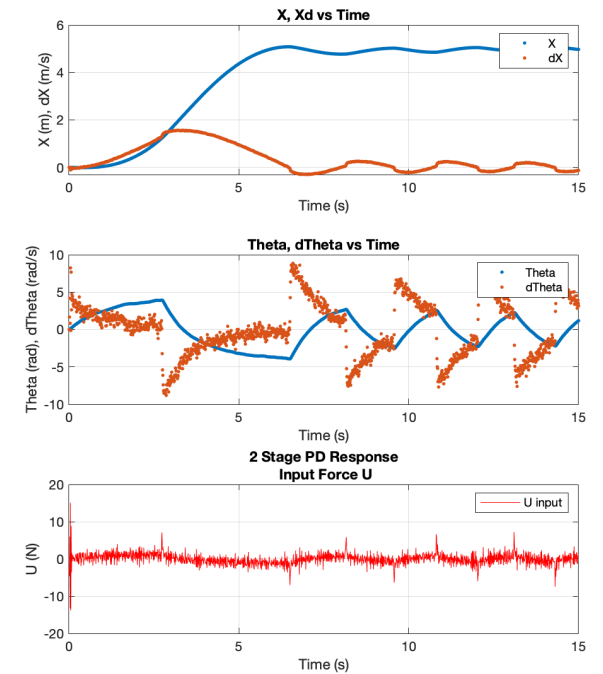 X, Xd vs Time
X (m), dX (m/s)
6
4
2
0
X
dX
0
5
10
15
Time (s)
Theta, dTheta vs Time
Theta (rad), dTheta (rad/s)
10
5
0
-5
-10
Theta
dTheta
0
5
10
15
Time (s)
2 Stage PD Response
Input Force U
U (N)
20
10
0
-10
-20
U input
0
5
10
15
Time (s)